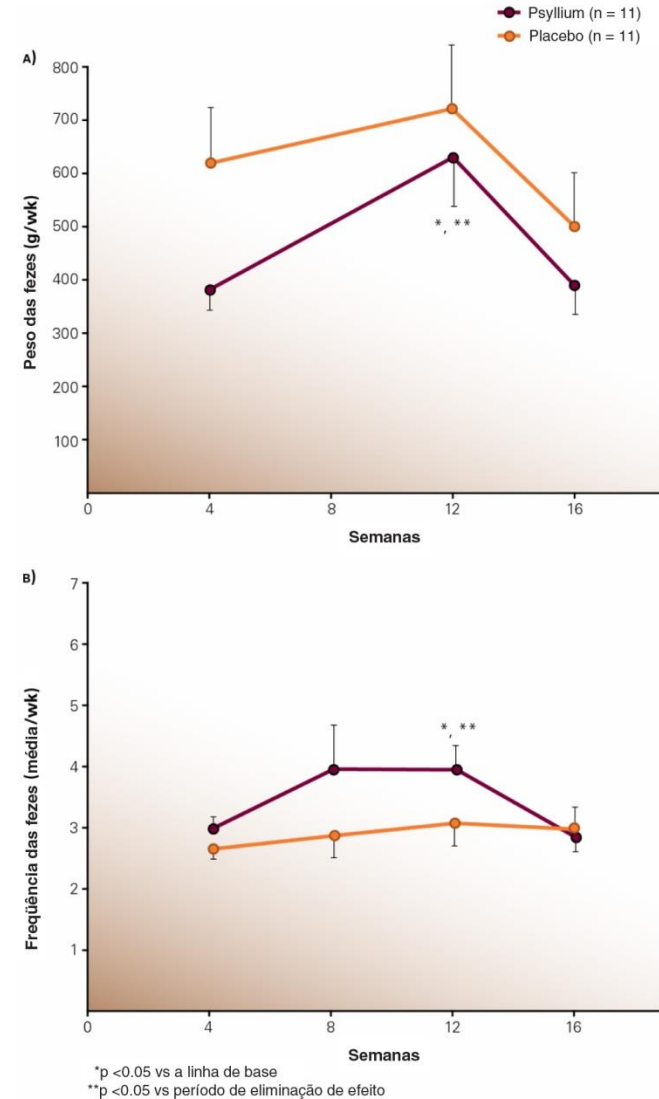 Psyllium (n = 11)
Placebo (n = 11)
A)
800
700
600
500
400
300
200
100
Peso das fezes (g/wk)
*, **
0 4 8 12 16
Semanas
B)
7
6
5
4
3
2
1
Freqüência das fezes (média/wk)
*, **
0 4 8 12 16
Semanas
*p <0.05 vs a linha de base
**p <0.05 vs período de eliminação de efeito